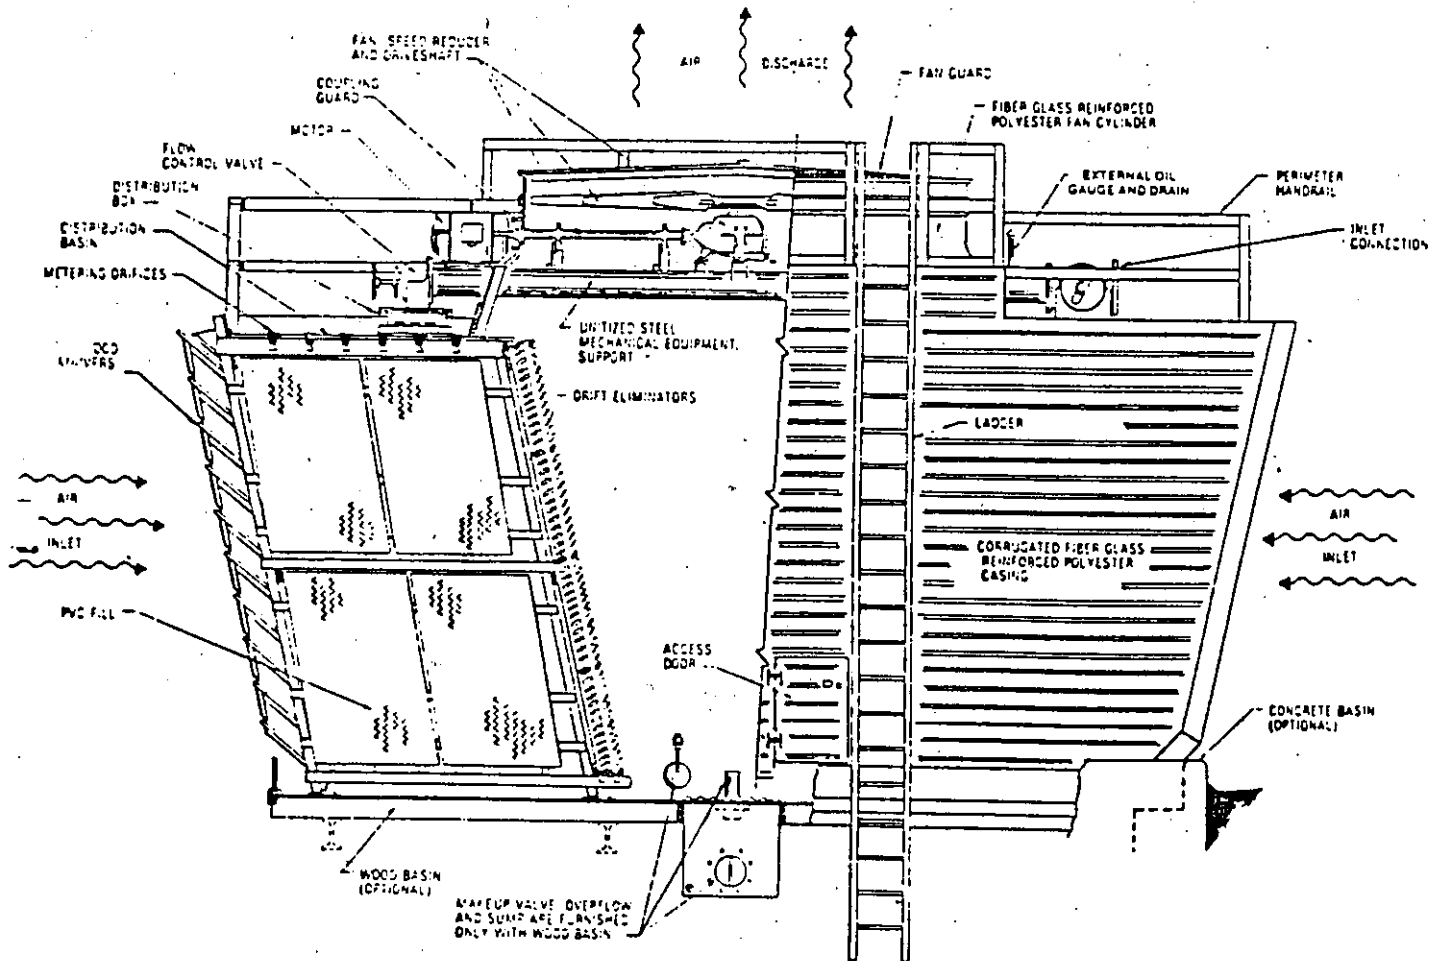 FAN, SPEED REDUCER
AND DRIVESHAFT
COUPLING
GUARD
MOTOR
FLOW
CONTROL VALVE
DISTRIBUTION
BOX
DISTRIBUTION
BASIN
METERING ORIFICES
AIR
DISCHARGE
FAN GUARD
FIBER GLASS REINFORCED
POLYESTER FAN CYLINDER
EXTERNAL OIL
GAUGE AND DRAIN
PERIMETER
HANDRAIL
INLET
CONNECTION
UNITIZED STEEL
MECHANICAL EQUIPMENT
SUPPORT
DRIFT ELIMINATORS
LADDER
AIR
INLET
AIR
INLET
CORRUGATED FIBER GLASS
REINFORCED POLYESTER
CASING
PVC FILL
ACCESS
DOOR
CONCRETE BASIN
(OPTIONAL)
WOOD BASIN
(OPTIONAL)
MAKEUP VALVE, OVERFLOW
AND SUMP ARE FURNISHED
ONLY WITH WOOD BASIN